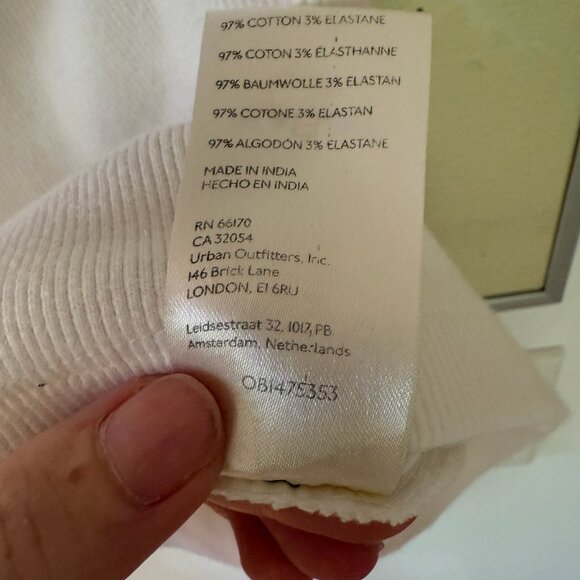 97% COTTON 3% ELASTANE
97% COTON 3% ÉLASTHANNE
97% BAUMWOLLE 3% ELASTAN
97% COTONE 3% ELASTAN
97% ALGODÓN 3% ELASTANE
MADE IN INDIA
HECHO EN INDIA
RN 66170
CA 32054
Urban Outfitters, Inc.
146 Brick Lane
LONDON, E1 6RU
Leidsestraat 32, 1017, PB
Amsterdam, Netherlands
OB1475353